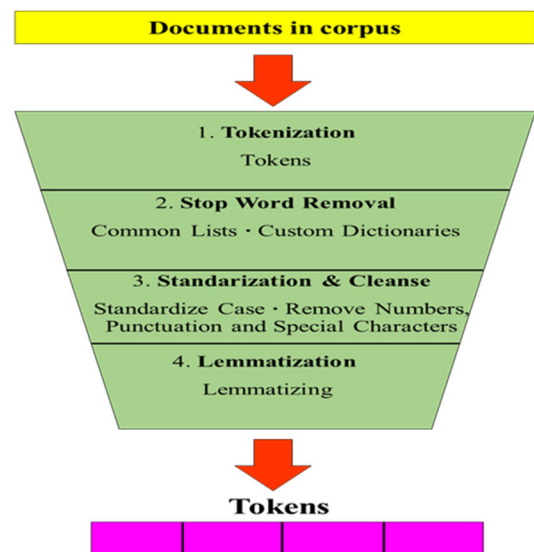 Documents in corpus
1. Tokenization
Tokens
2. Stop Word Removal
Common Lists · Custom Dictionaries
3. Standarization & Cleanse
Standardize Case · Remove Numbers,
Punctuation and Special Characters
4. Lemmatization
Lemmatizing
Tokens